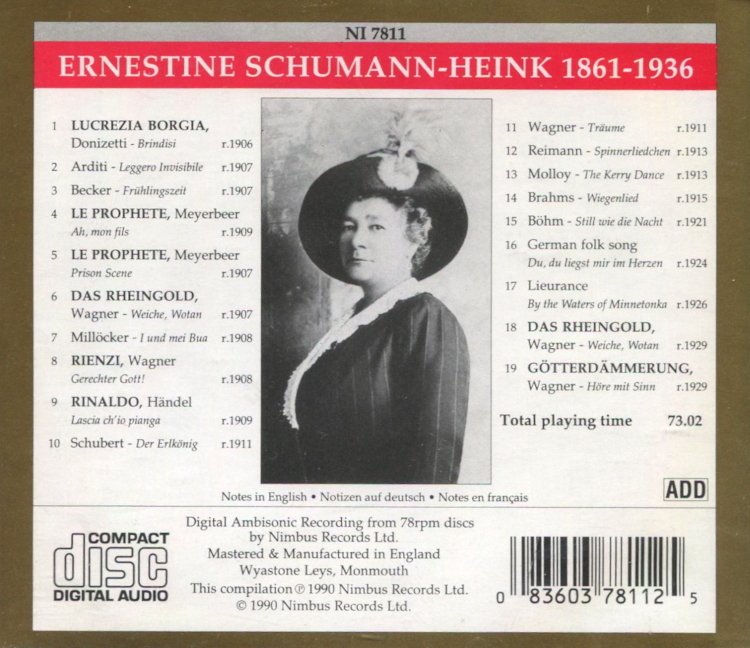 NI 7811
ERNESTINE SCHUMANN-HEINK 1861-1936
1 LUCREZIA BORGIA,
Donizetti - Brindisi r.1906
2 Arditi - Leggero Invisibile r.1907
3 Becker - Frühlingszeit r.1907
4 LE PROPHETE, Meyerbeer
Ah, mon fils r.1909
5 LE PROPHETE, Meyerbeer
Prison Scene r.1907
6 DAS RHEINGOLD,
Wagner - Weiche, Wotan r.1907
7 Millöcker - I und mei Bua r.1908
8 RIENZI, Wagner
Gerechter Gott! r.1908
9 RINALDO, Händel
Lascia ch'io pianga r.1909
10 Schubert - Der Erlkönig r.1911
11 Wagner - Träume r.1911
12 Reimann - Spinnerliedchen r.1913
13 Molloy - The Kerry Dance r.1913
14 Brahms - Wiegenlied r.1915
15 Böhm - Still wie die Nacht r.1921
16 German folk song
Du, du liegst mir im Herzen r.1924
17 Lieurance
By the Waters of Minnetonka r.1926
18 DAS RHEINGOLD,
Wagner - Weiche, Wotan r.1929
19 GÖTTERDÄMMERUNG,
Wagner - Höre mit Sinn r.1929
Total playing time 73.02
Notes in English • Notizen auf deutsch • Notes en français
ADD
COMPACT
disc
DIGITAL AUDIO
Digital Ambisonic Recording from 78rpm discs
by Nimbus Records Ltd.
Mastered & Manufactured in England
Wyastone Leys, Monmouth
This compilation ℗ 1990 Nimbus Records Ltd.
© 1990 Nimbus Records Ltd.
0 83603 78112 5